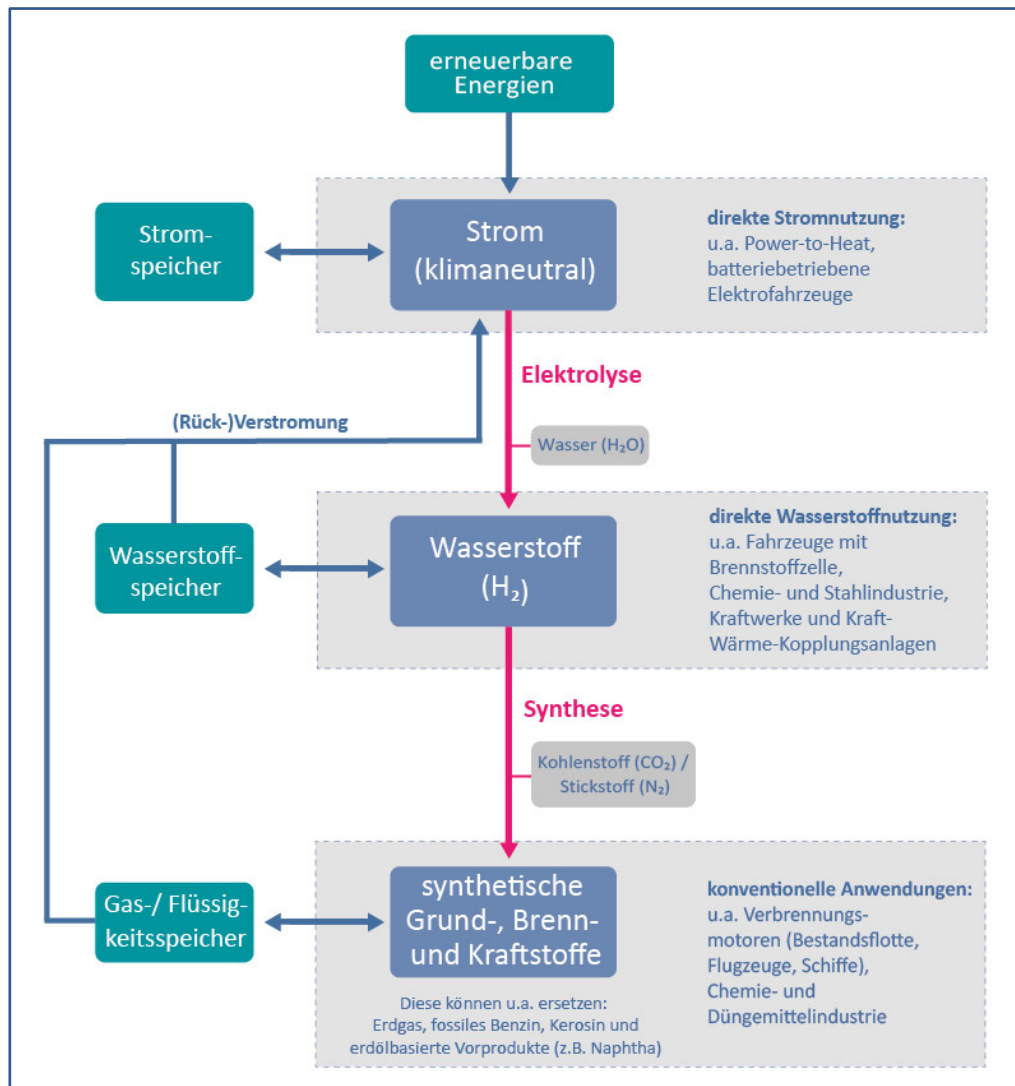 erneuerbare
Energien
Strom-
speicher
Strom
(klimaneutral)
direkte Stromnutzung:
u.a. Power-to-Heat,
batteriebetriebene
Elektrofahrzeuge
Elektrolyse
(Rück-)Verstromung
Wasser (H₂O)
Wasserstoff-
speicher
Wasserstoff
(H₂)
direkte Wasserstoffnutzung:
u.a. Fahrzeuge mit
Brennstoffzelle,
Chemie- und Stahlindustrie,
Kraftwerke und Kraft-
Wärme-Kopplungsanlagen
Synthese
Kohlenstoff (CO₂) /
Stickstoff (N₂)
Gas-/ Flüssig-
keitsspeicher
synthetische
Grund-, Brenn-
und Kraftstoffe
Diese können u.a. ersetzen:
Erdgas, fossiles Benzin, Kerosin und
erdölbasierte Vorprodukte (z.B. Naphtha)
konventionelle Anwendungen:
u.a. Verbrennungs-
motoren (Bestandsflotte,
Flugzeuge, Schiffe),
Chemie- und
Düngemittelindustrie